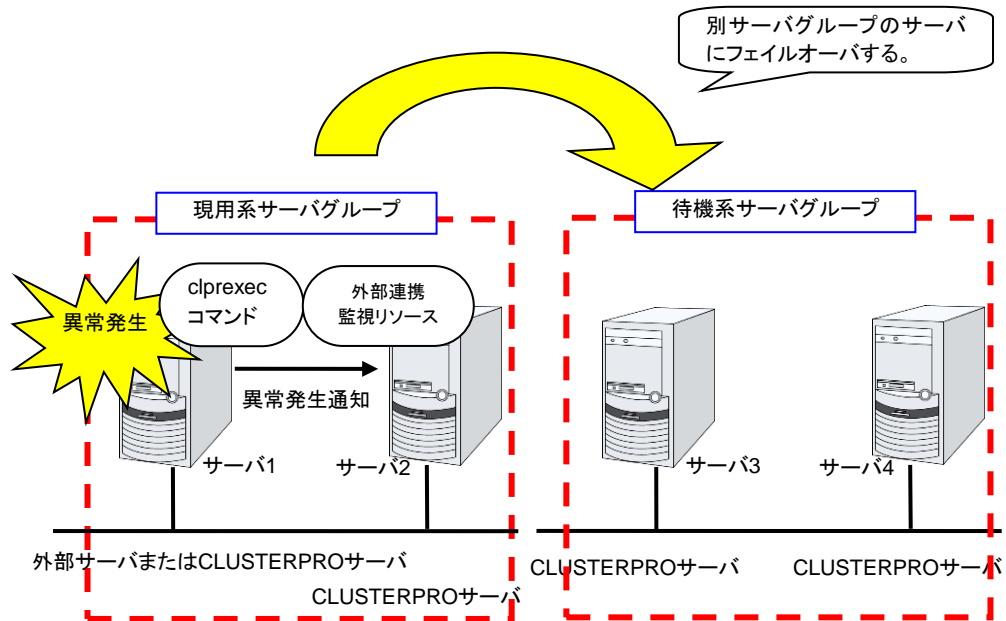 別サーバグループのサーバ
にフェイルオーバする。
現用系サーバグループ
待機系サーバグループ
異常発生
clprexec
コマンド
外部連携
監視リソース
異常発生通知
サーバ1
サーバ2
サーバ3
サーバ4
外部サーバまたはCLUSTERPROサーバ
CLUSTERPROサーバ
CLUSTERPROサーバ
CLUSTERPROサーバ